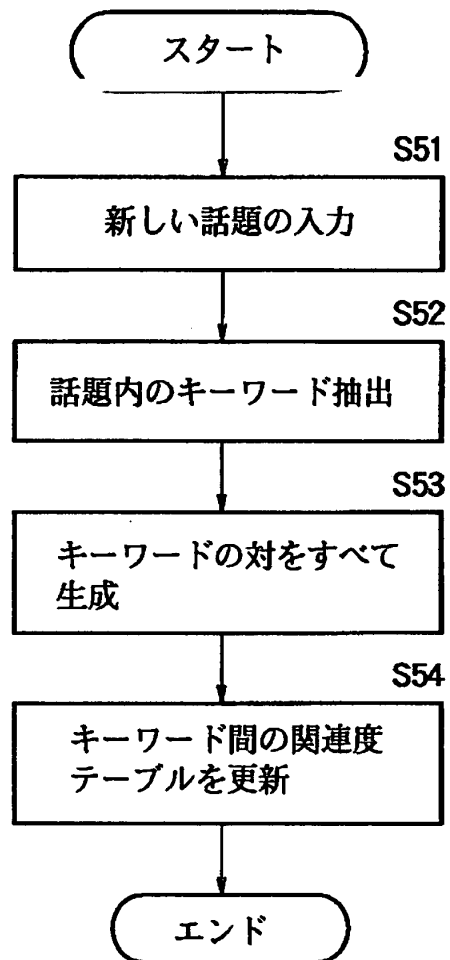 スタート
S51
新しい話題の入力
S52
話題内のキーワード抽出
S53
キーワードの対をすべて
生成
S54
キーワード間の関連度
テーブルを更新
エンド